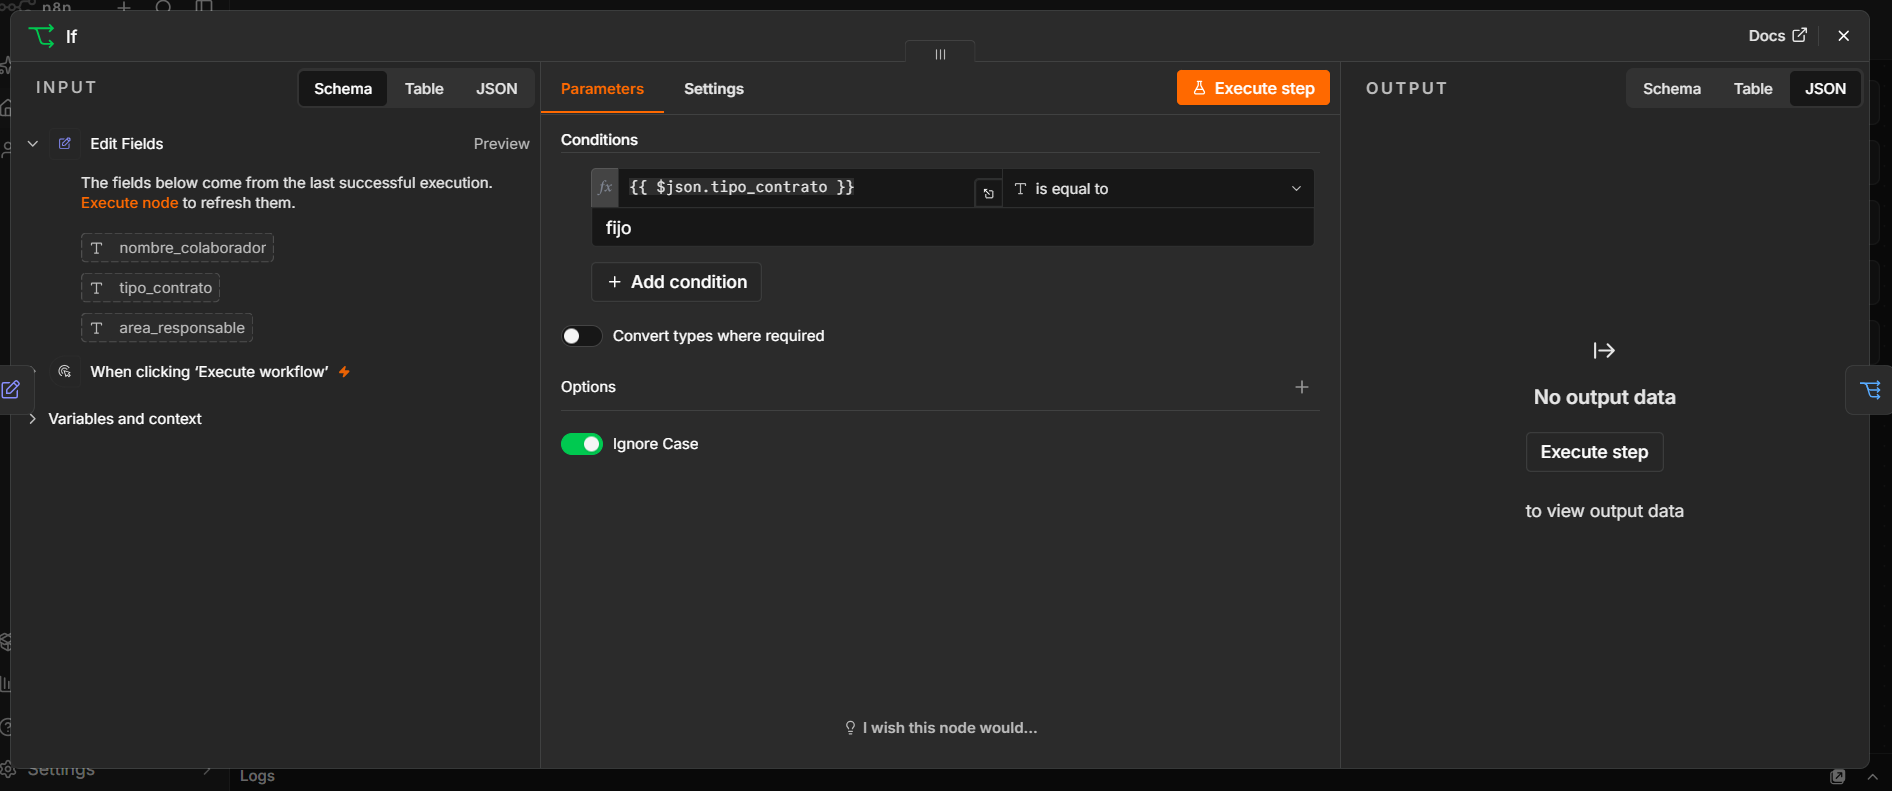 n8n
If
Docs
INPUT
Schema
Table
JSON
Edit Fields
Preview
The fields below come from the last successful execution.
Execute node to refresh them.
T nombre_colaborador
T tipo_contrato
T area_responsable
When clicking ‘Execute workflow’
Variables and context
Parameters
Settings
Execute step
Conditions
fx {{ $json.tipo_contrato }}
T is equal to
fijo
+ Add condition
Convert types where required
Options
Ignore Case
I wish this node would...
OUTPUT
Schema
Table
JSON
No output data
Execute step
to view output data
Settings
Logs